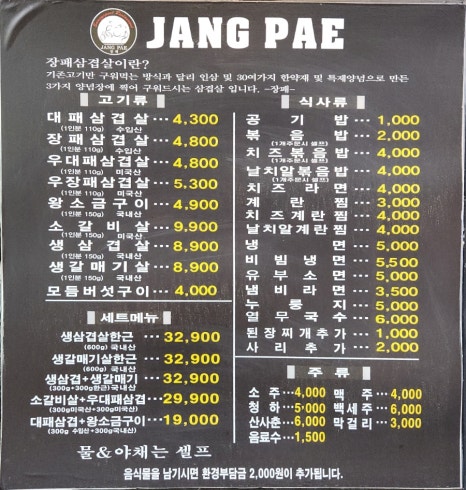 JANG PAE
JANG PAE
장패삼겹살이란?
기존고기만 구워먹는 방식과 달리 인삼 및 30여가지 한약재 및 특제양념으로 만든
3가지 양념장에 찍어 구워드시는 삼겹살 입니다. ~장패~
고기류
대패삼겹살 ··· 4,300
(1인분 110g) 수입산
장패삼겹살 ··· 4,800
(1인분 110g) 수입산
우대패삼겹살 ··· 4,800
(1인분 110g) 미국산
우장패삼겹살 ··· 5,300
(1인분 110g) 미국산
왕소금구이 ··· 4,900
(1인분 150g) 국내산
소갈비살 ··· 9,900
(1인분 150g) 미국산
생삼겹살 ··· 8,900
(1인분 150g) 국내산
생갈매기살 ··· 8,900
(1인분 150g) 국내산
모듬버섯구이 ··· 4,000
세트메뉴
생삼겹살한근 ··· 32,900
(600g) 국내산
생갈매기살한근 ··· 32,900
(600g) 국내산
생삼겹+생갈매기 ··· 32,900
(300g+300g한근) 국내산
소갈비살+우대패삼겹 ··· 29,900
(300g미국산+300g미국산)
대패삼겹+왕소금구이 ··· 19,000
(300g 수입산+300g국내산)
물&야채는 셀프
식사류
공기밥 ··· 1,000
볶음밥 ··· 2,000
(1개주문시 셀프)
치즈볶음밥 ··· 4,000
(1개주문시 셀프)
날치알볶음밥 ··· 4,000
치즈라면 ··· 4,000
계란찜 ··· 3,000
치즈계란찜 ··· 4,000
날치알계란찜 ··· 4,000
냉면 ··· 5,000
비빔냉면 ··· 5,500
유부소면 ··· 5,000
냄비라면 ··· 3,500
누룽지 ··· 5,000
열무국수 ··· 6,000
된장찌개추가 ··· 1,000
사리추가 ··· 2,000
주류
소주 ··· 4,000 맥주 ··· 4,000
청하 ··· 5,000 백세주 ··· 6,000
산사춘 ··· 6,000 막걸리 ··· 3,000
음료수 ··· 1,500
음식물을 남기시면 환경부담금 2,000원이 추가됩니다.